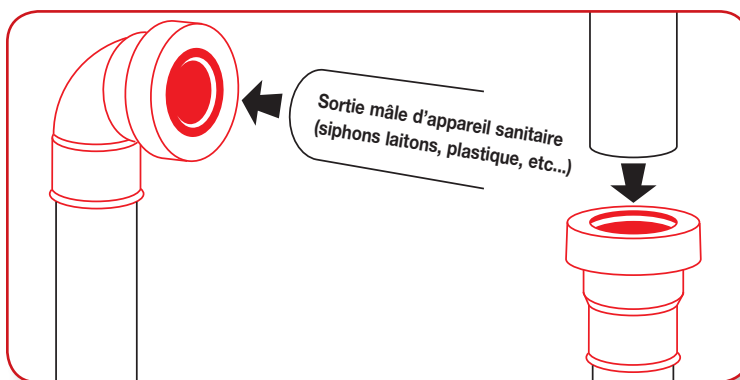 Sortie mâle d'appareil sanitaire
(siphons laitons, plastique, etc...)